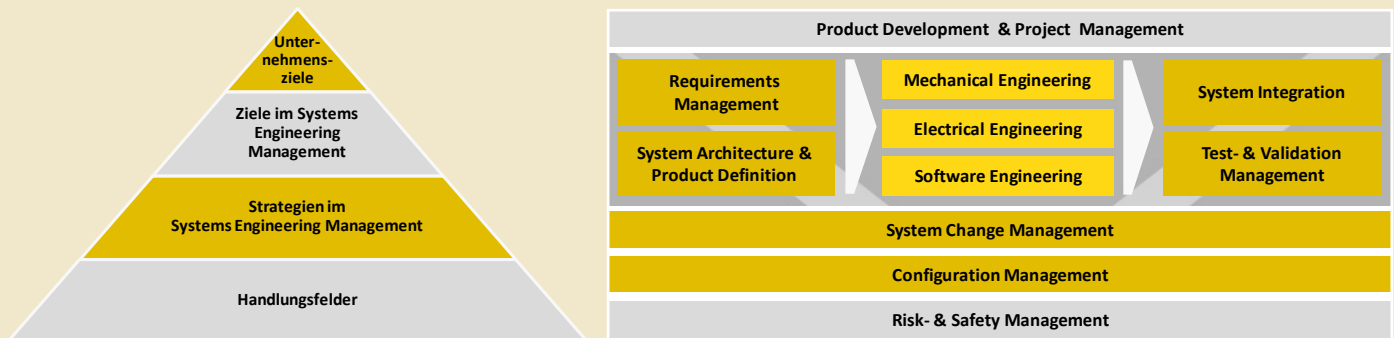 Unter-
nehmens-
ziele
Ziele im Systems
Engineering
Management
Strategien im
Systems Engineering Management
Handlungsfelder
Product Development & Project Management
Requirements
Management
System Architecture &
Product Definition
Mechanical Engineering
Electrical Engineering
Software Engineering
System Integration
Test- & Validation
Management
System Change Management
Configuration Management
Risk- & Safety Management